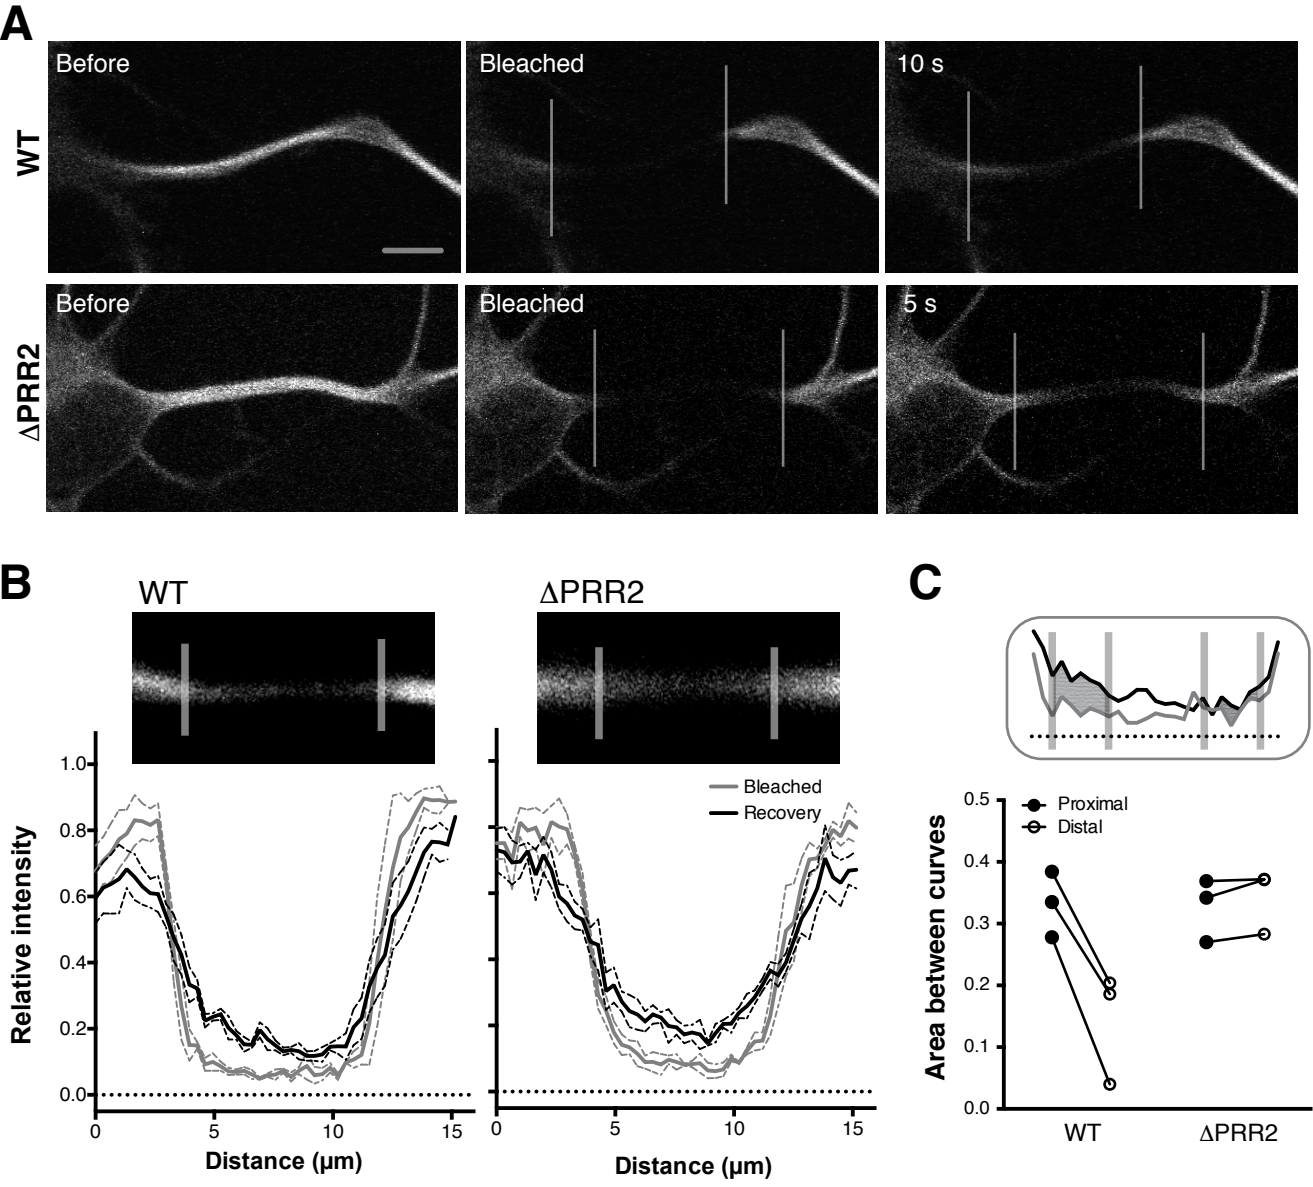 A
Before
Bleached
10 s
WT
Before
Bleached
5 s
ΔPRR2
B
WT
ΔPRR2
C
Bleached
Recovery
1.0
0.8
0.6
0.4
0.2
0.0
Relative intensity
0
5
10
15
Distance (µm)
0
5
10
15
Distance (µm)
Proximal
Distal
0.5
0.4
0.3
0.2
0.1
0.0
Area between curves
WT
ΔPRR2